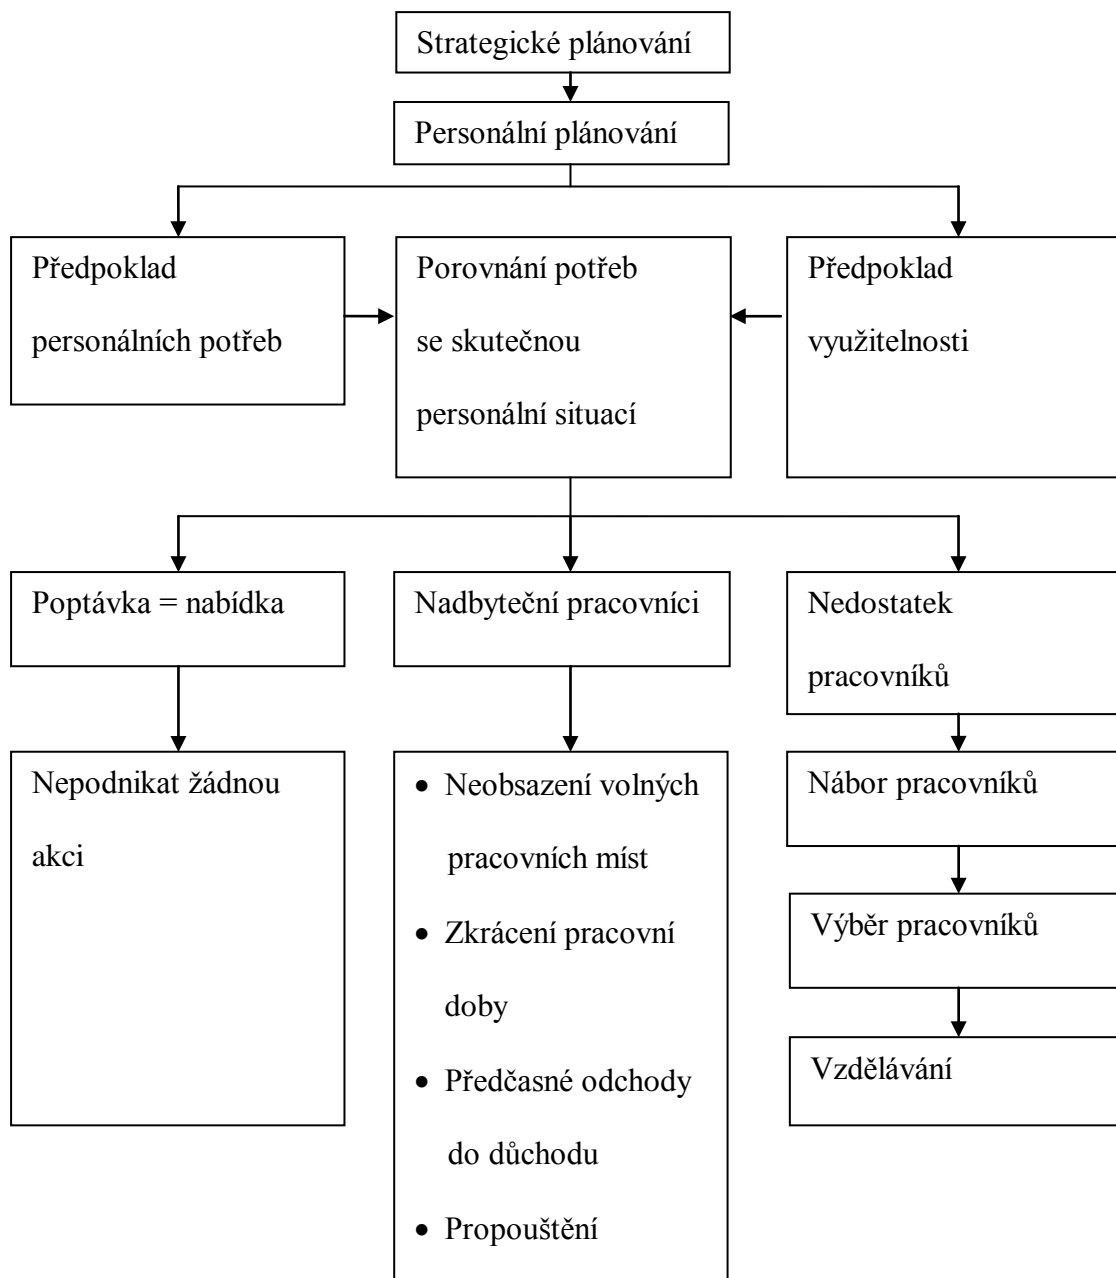 Strategické plánování
Personální plánování
Předpoklad
personálních potřeb
Porovnání potřeb
se skutečnou
personální situací
Předpoklad
využitelnosti
Poptávka = nabídka
Nadbyteční pracovníci
Nedostatek
pracovníků
Nepodnikat žádnou
akci
• Neobsazení volných
pracovních míst
• Zkrácení pracovní
doby
• Předčasné odchody
do důchodu
• Propouštění
Nábor pracovníků
Výběr pracovníků
Vzdělávání